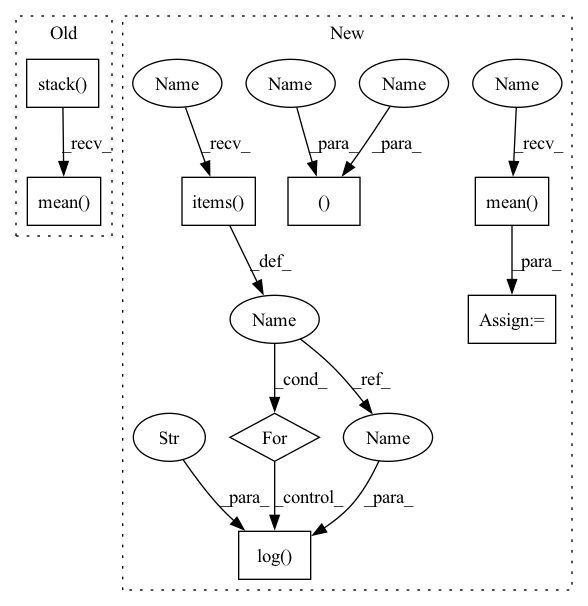 Old
New
stack()
Name
Name
Name
Name
_recv_
_recv_
_para_
_para_
_recv_
mean()
items()
()
mean()
_def_
_para_
Name
Assign:=
_cond_
_ref_
Str
For
Name
_para_
_control_
_para_
log()